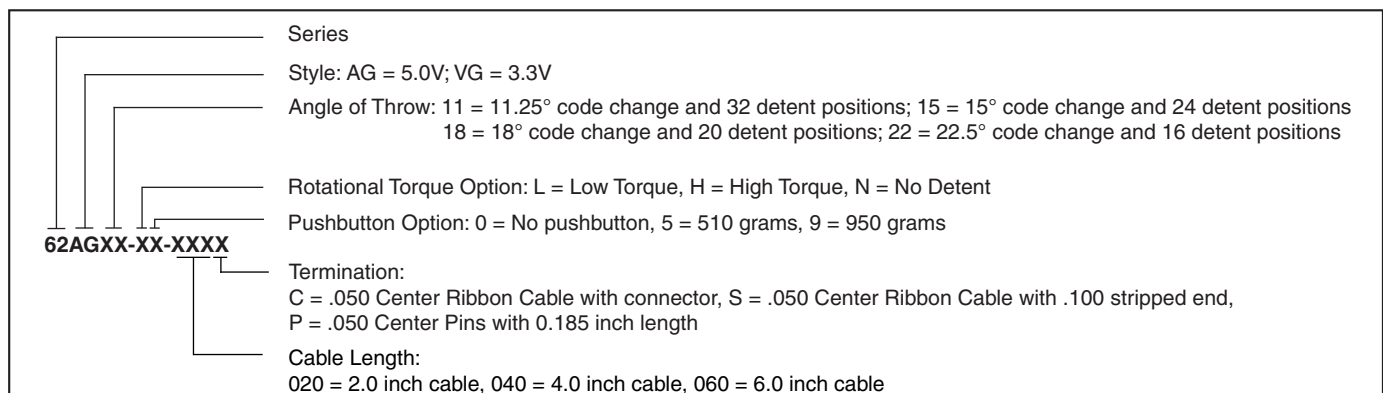 Series
Style: AG = 5.0V; VG = 3.3V
Angle of Throw: 11 = 11.25° code change and 32 detent positions; 15 = 15° code change and 24 detent positions
18 = 18° code change and 20 detent positions; 22 = 22.5° code change and 16 detent positions
Rotational Torque Option: L = Low Torque, H = High Torque, N = No Detent
Pushbutton Option: 0 = No pushbutton, 5 = 510 grams, 9 = 950 grams
62AGXX-XX-XXXX
Termination:
C = .050 Center Ribbon Cable with connector, S = .050 Center Ribbon Cable with .100 stripped end,
P = .050 Center Pins with 0.185 inch length
Cable Length:
020 = 2.0 inch cable, 040 = 4.0 inch cable, 060 = 6.0 inch cable